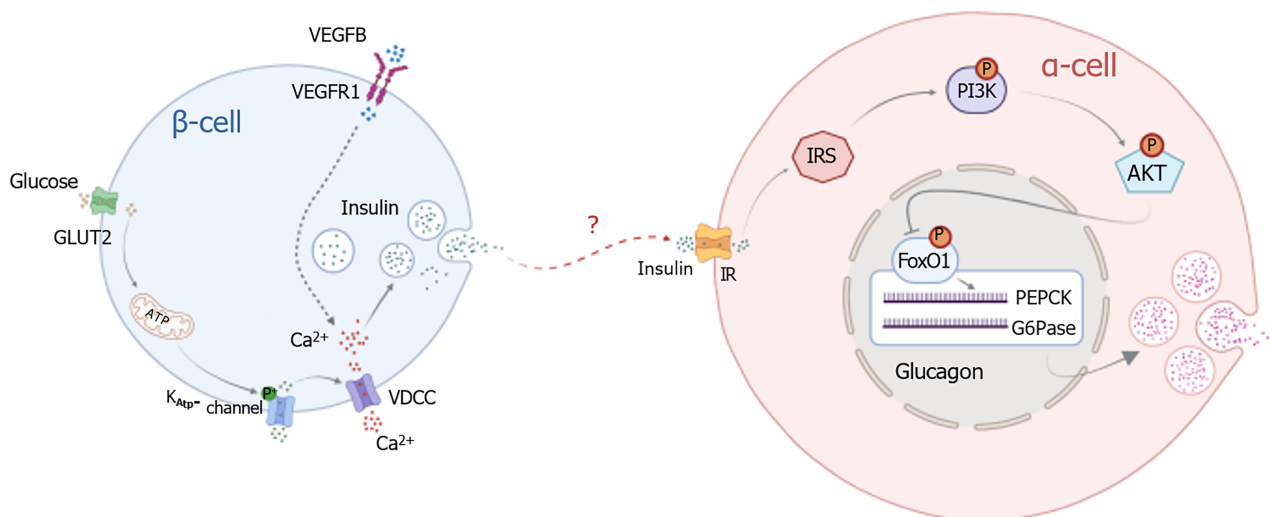 VEGFB
VEGFR1
β-cell
Glucose
GLUT2
Insulin
ATP
Ca²⁺
P⁺
K_Atp- channel
VDCC
Ca²⁺
?
Insulin
IR
α-cell
P
PI3K
IRS
P
AKT
P
FoxO1
PEPCK
G6Pase
Glucagon